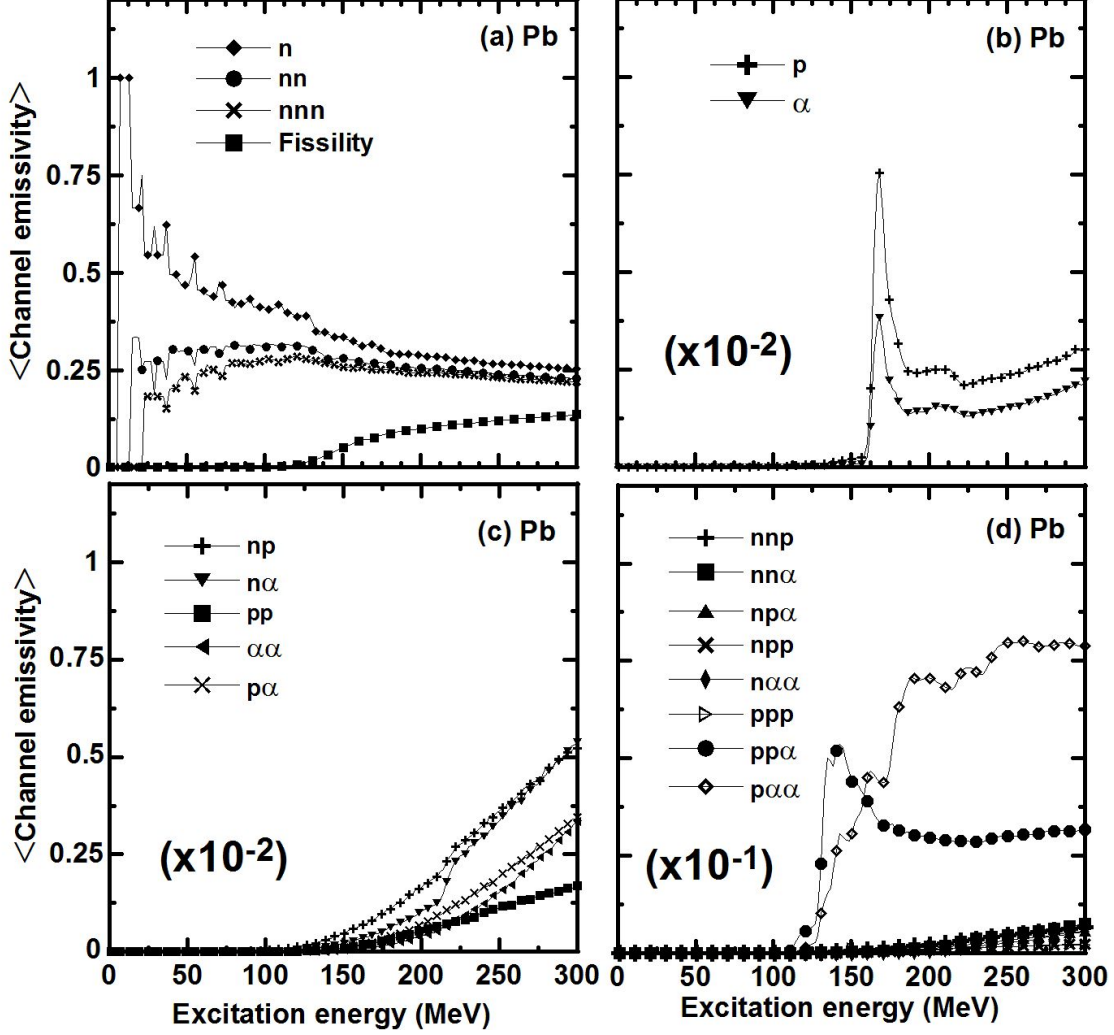 (a) Pb
n
nn
nnn
Fissility
1
0.75
0.5
0.25
0
<Channel emissivity>
(b) Pb
p
α
(x10-2)
(c) Pb
np
nα
pp
αα
pα
1
0.75
0.5
0.25
0
<Channel emissivity>
(x10-2)
0 50 100 150 200 250 300
Excitation energy (MeV)
(d) Pb
nnp
nnα
npα
npp
nαα
ppp
ppα
pαα
(x10-1)
0 50 100 150 200 250 300
Excitation energy (MeV)